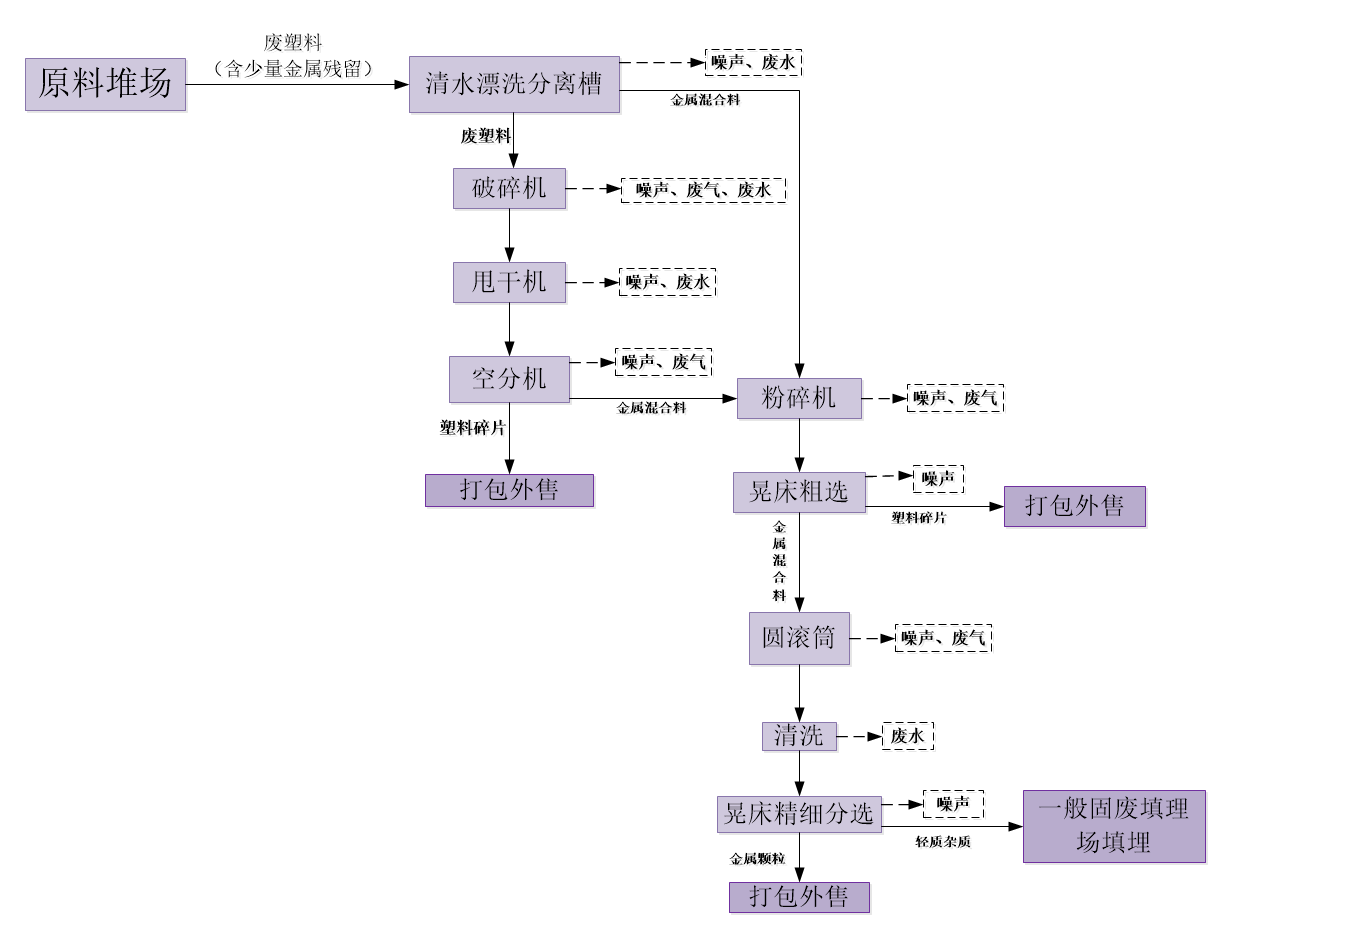 废塑料
（含少量金属残留）
原料堆场
清水漂洗分离槽
噪声、废水
金属混合料
废塑料
破碎机
噪声、废气、废水
甩干机
噪声、废水
空分机
噪声、废气
金属混合料
粉碎机
噪声、废气
塑料碎片
打包外售
晃床粗选
噪声
塑料碎片
打包外售
金
属
混
合
料
圆滚筒
噪声、废气
清洗
废水
晃床精细分选
噪声
轻质杂质
一般固废填理
场填埋
金属颗粒
打包外售